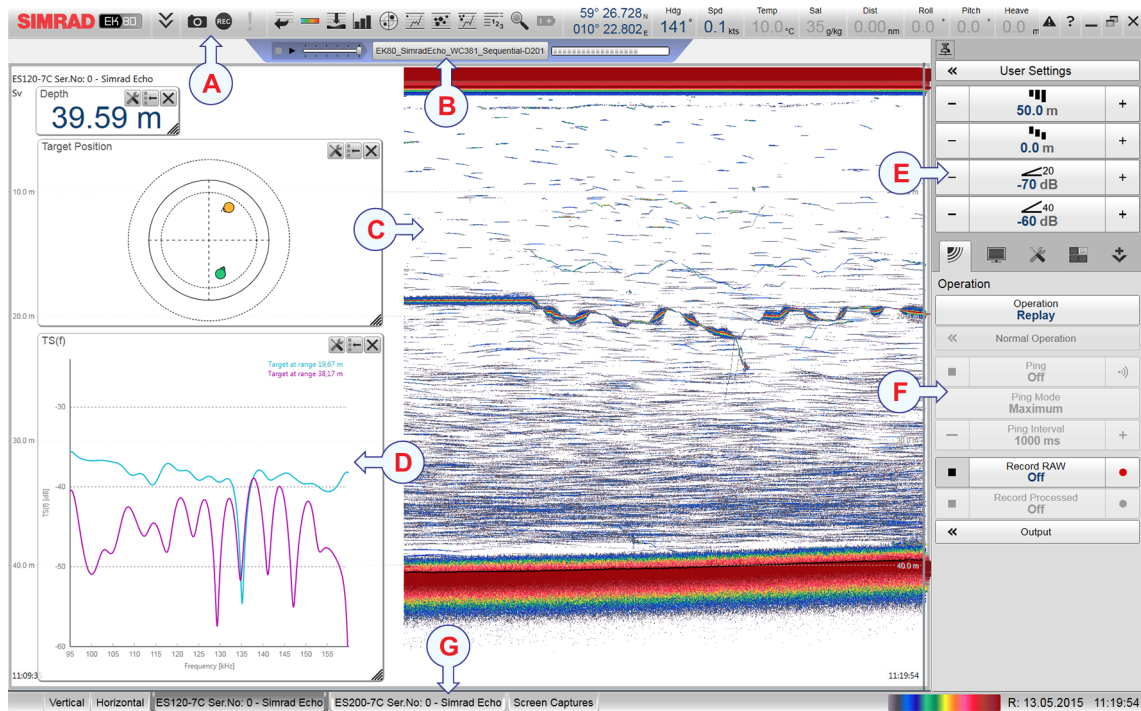 SIMRAD EK 80
REC
59° 26.728 N
010° 22.802 E
Hdg
141°
Spd
0.1 kts
Temp
10.0 °C
Sal
35 g/kg
Dist
0.00 nm
Roll
0.0 °
Pitch
0.0 °
Heave
0.0 m
?
EK80_SimradEcho_WC381_Sequential-D201
A
B
C
D
E
F
G
ES120-7C Ser.No: 0 - Simrad Echo
Sv
Depth
39.59 m
Target Position
10.0 m
20.0 m
30.0 m
40.0 m
TS(f)
Target at range 19,67 m
Target at range 38,17 m
-30
-40
-50
-60
TS(f) [dB]
95 100 105 110 115 120 125 130 135 140 145 150 155
Frequency [kHz]
40.0 m
11:19:54
User Settings
50.0 m
0.0 m
20
-70 dB
40
-60 dB
Operation
Operation
Replay
Normal Operation
Ping
Off
Ping Mode
Maximum
Ping Interval
1000 ms
Record RAW
Off
Record Processed
Off
Output
Vertical
Horizontal
ES120-7C Ser.No: 0 - Simrad Echo
ES200-7C Ser.No: 0 - Simrad Echo
Screen Captures
R: 13.05.2015 11:19:54